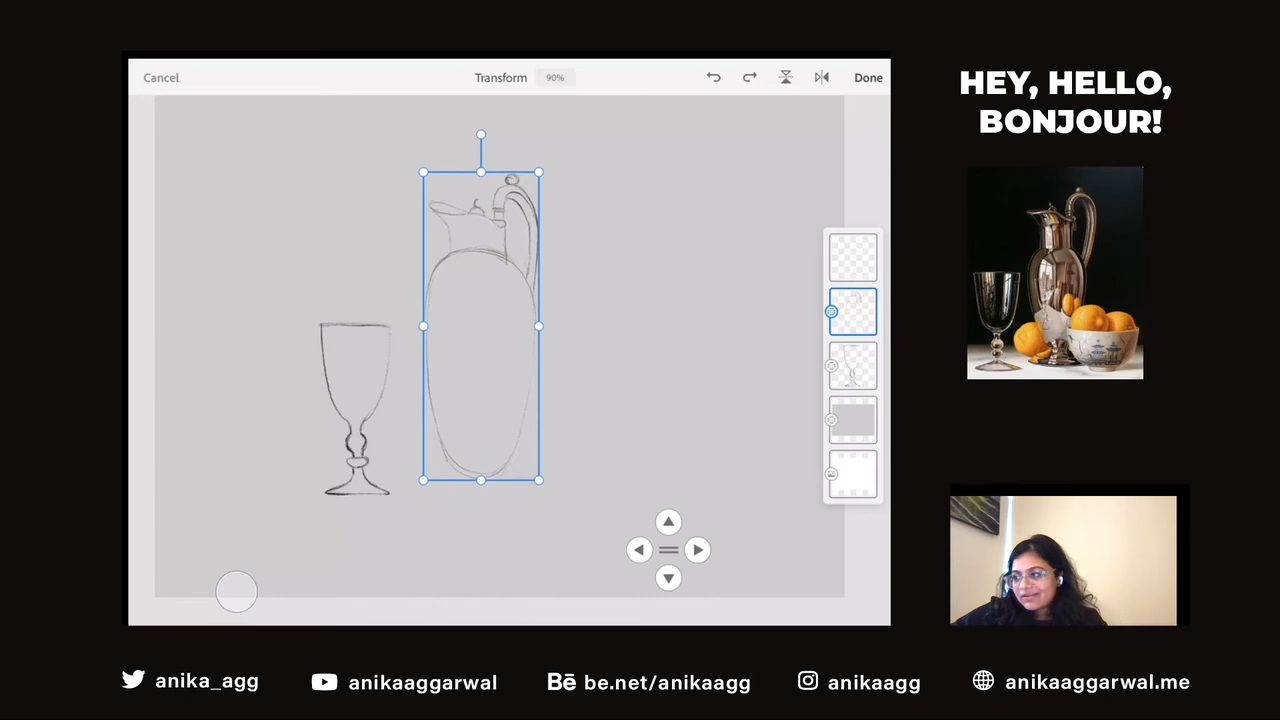 Cancel
Transform
90%
Done
HEY, HELLO,
BONJOUR!
anika_agg
anikaaggarwal
Bē be.net/anikaagg
anikaagg
anikaaggarwal.me